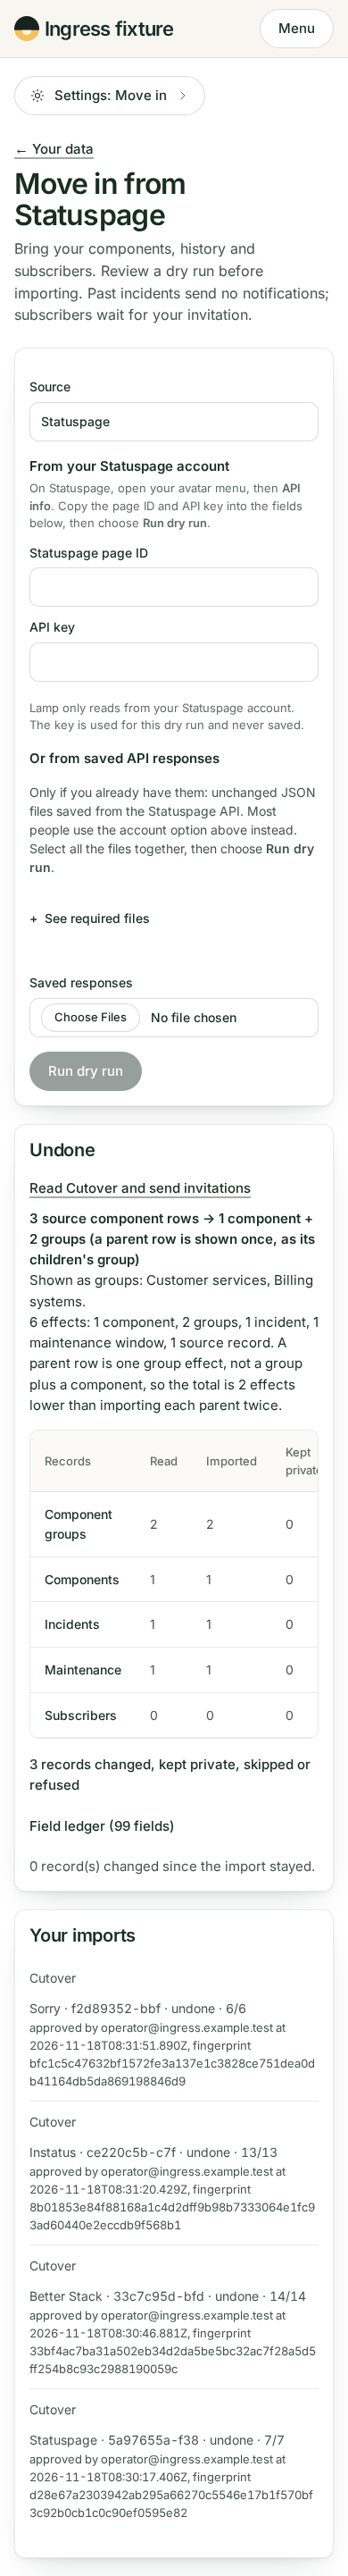 Ingress fixture
Menu
Settings: Move in
← Your data
Move in from
Statuspage
Bring your components, history and
subscribers. Review a dry run before
importing. Past incidents send no notifications;
subscribers wait for your invitation.
Source
Statuspage
From your Statuspage account
On Statuspage, open your avatar menu, then API
info. Copy the page ID and API key into the fields
below, then choose Run dry run.
Statuspage page ID
API key
Lamp only reads from your Statuspage account.
The key is used for this dry run and never saved.
Or from saved API responses
Only if you already have them: unchanged JSON
files saved from the Statuspage API. Most
people use the account option above instead.
Select all the files together, then choose Run dry
run.
+ See required files
Saved responses
Choose Files No file chosen
Run dry run
Undone
Read Cutover and send invitations
3 source component rows → 1 component +
2 groups (a parent row is shown once, as its
children's group)
Shown as groups: Customer services, Billing
systems.
6 effects: 1 component, 2 groups, 1 incident, 1
maintenance window, 1 source record. A
parent row is one group effect, not a group
plus a component, so the total is 2 effects
lower than importing each parent twice.
Records Read Imported Kept private
Component groups 2 2 0
Components 1 1 0
Incidents 1 1 0
Maintenance 1 1 0
Subscribers 0 0 0
3 records changed, kept private, skipped or
refused
Field ledger (99 fields)
0 record(s) changed since the import stayed.
Your imports
Cutover
Sorry · f2d89352-bbf · undone · 6/6
approved by operator@ingress.example.test at
2026-11-18T08:31:51.890Z, fingerprint
bfc1c5c47632bf1572fe3a137e1c3828ce751dea0d
b41164db5da869198846d9
Cutover
Instatus · ce220c5b-c7f · undone · 13/13
approved by operator@ingress.example.test at
2026-11-18T08:31:20.429Z, fingerprint
8b01853e84f88168a1c4d2dff9b98b7333064e1fc9
3ad60440e2eccdb9f568b1
Cutover
Better Stack · 33c7c95d-bfd · undone · 14/14
approved by operator@ingress.example.test at
2026-11-18T08:30:46.881Z, fingerprint
33bf4ac7ba31a502eb34d2da5be5bc32ac7f28a5d5
ff254b8c93c2988190059c
Cutover
Statuspage · 5a97655a-f38 · undone · 7/7
approved by operator@ingress.example.test at
2026-11-18T08:30:17.406Z, fingerprint
d28e67a2303942ab295a66270c5546e17b1f570bf
3c92b0cb1c0c90ef0595e82